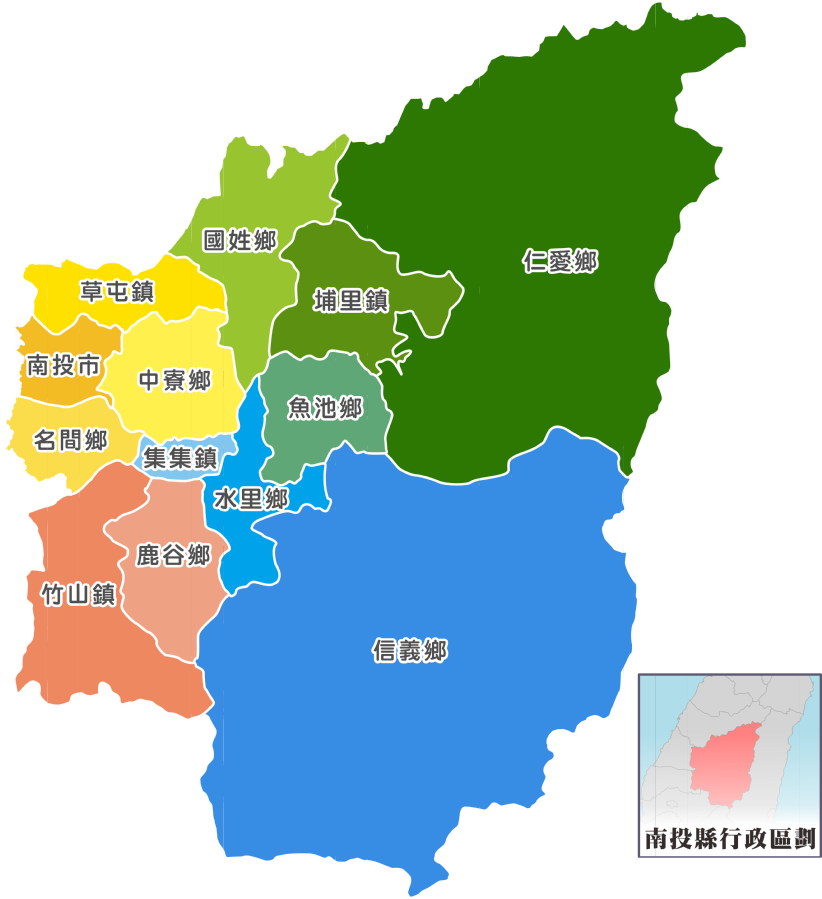 國姓鄉
仁愛鄉
草屯鎮
埔里鎮
南投市
中寮鄉
魚池鄉
名間鄉
集集鎮
水里鄉
鹿谷鄉
竹山鎮
信義鄉
南投縣行政區劃